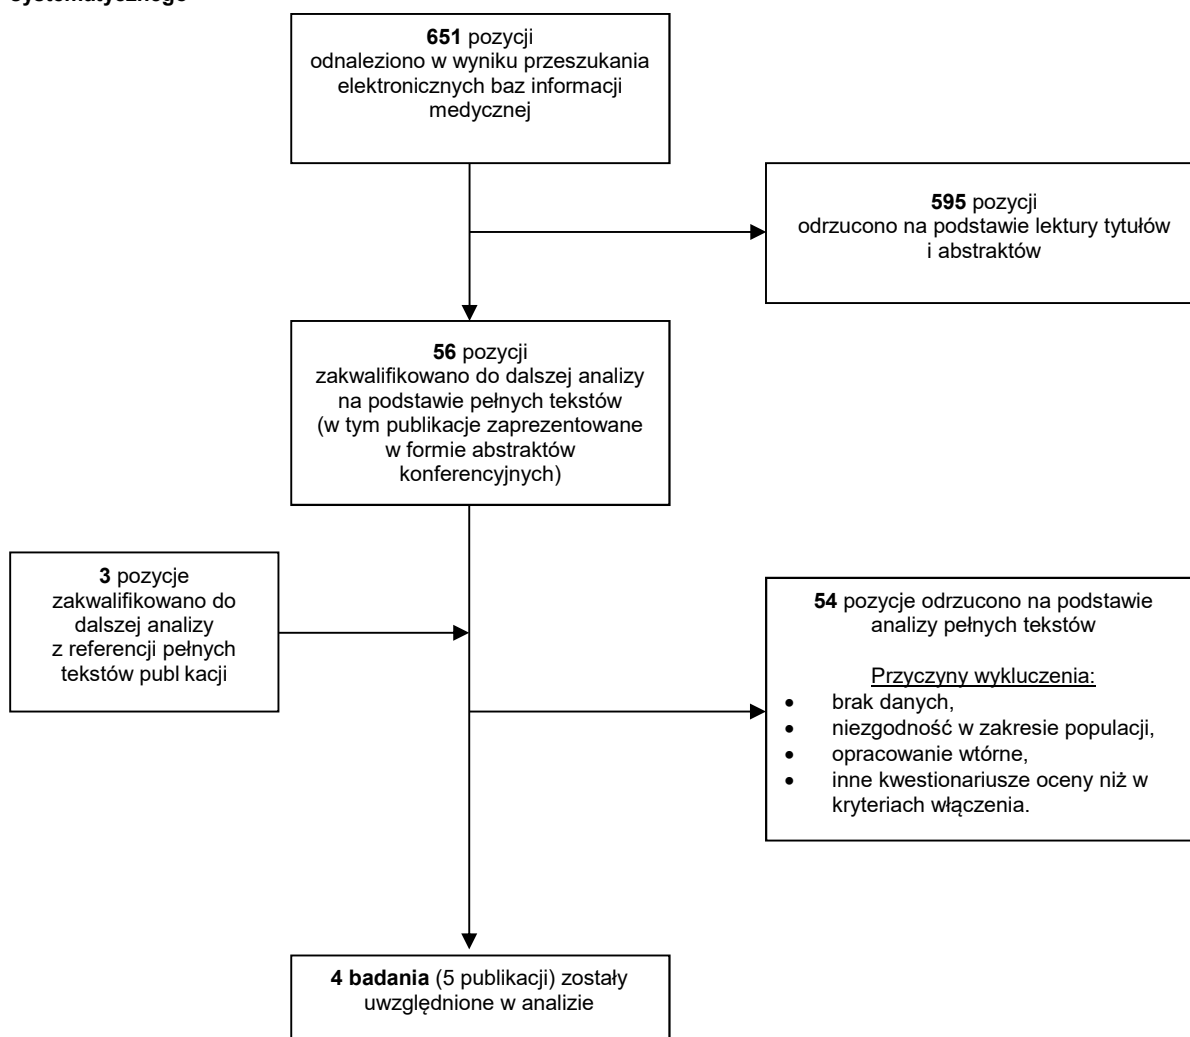 651 pozycji
odnaleziono w wyniku przeszukania
elektronicznych baz informacji
medycznej
595 pozycji
odrzucono na podstawie lektury tytułów
i abstraktów
56 pozycji
zakwalifikowano do dalszej analizy
na podstawie pełnych tekstów
(w tym publikacje zaprezentowane
w formie abstraktów
konferencyjnych)
3 pozycje
zakwalifikowano do
dalszej analizy
z referencji pełnych
tekstów publ kacji
54 pozycje odrzucono na podstawie
analizy pełnych tekstów
Przyczyny wykluczenia:
• brak danych,
• niezgodność w zakresie populacji,
• opracowanie wtórne,
• inne kwestionariusze oceny niż w
kryteriach włączenia.
4 badania (5 publikacji) zostały
uwzględnione w analizie